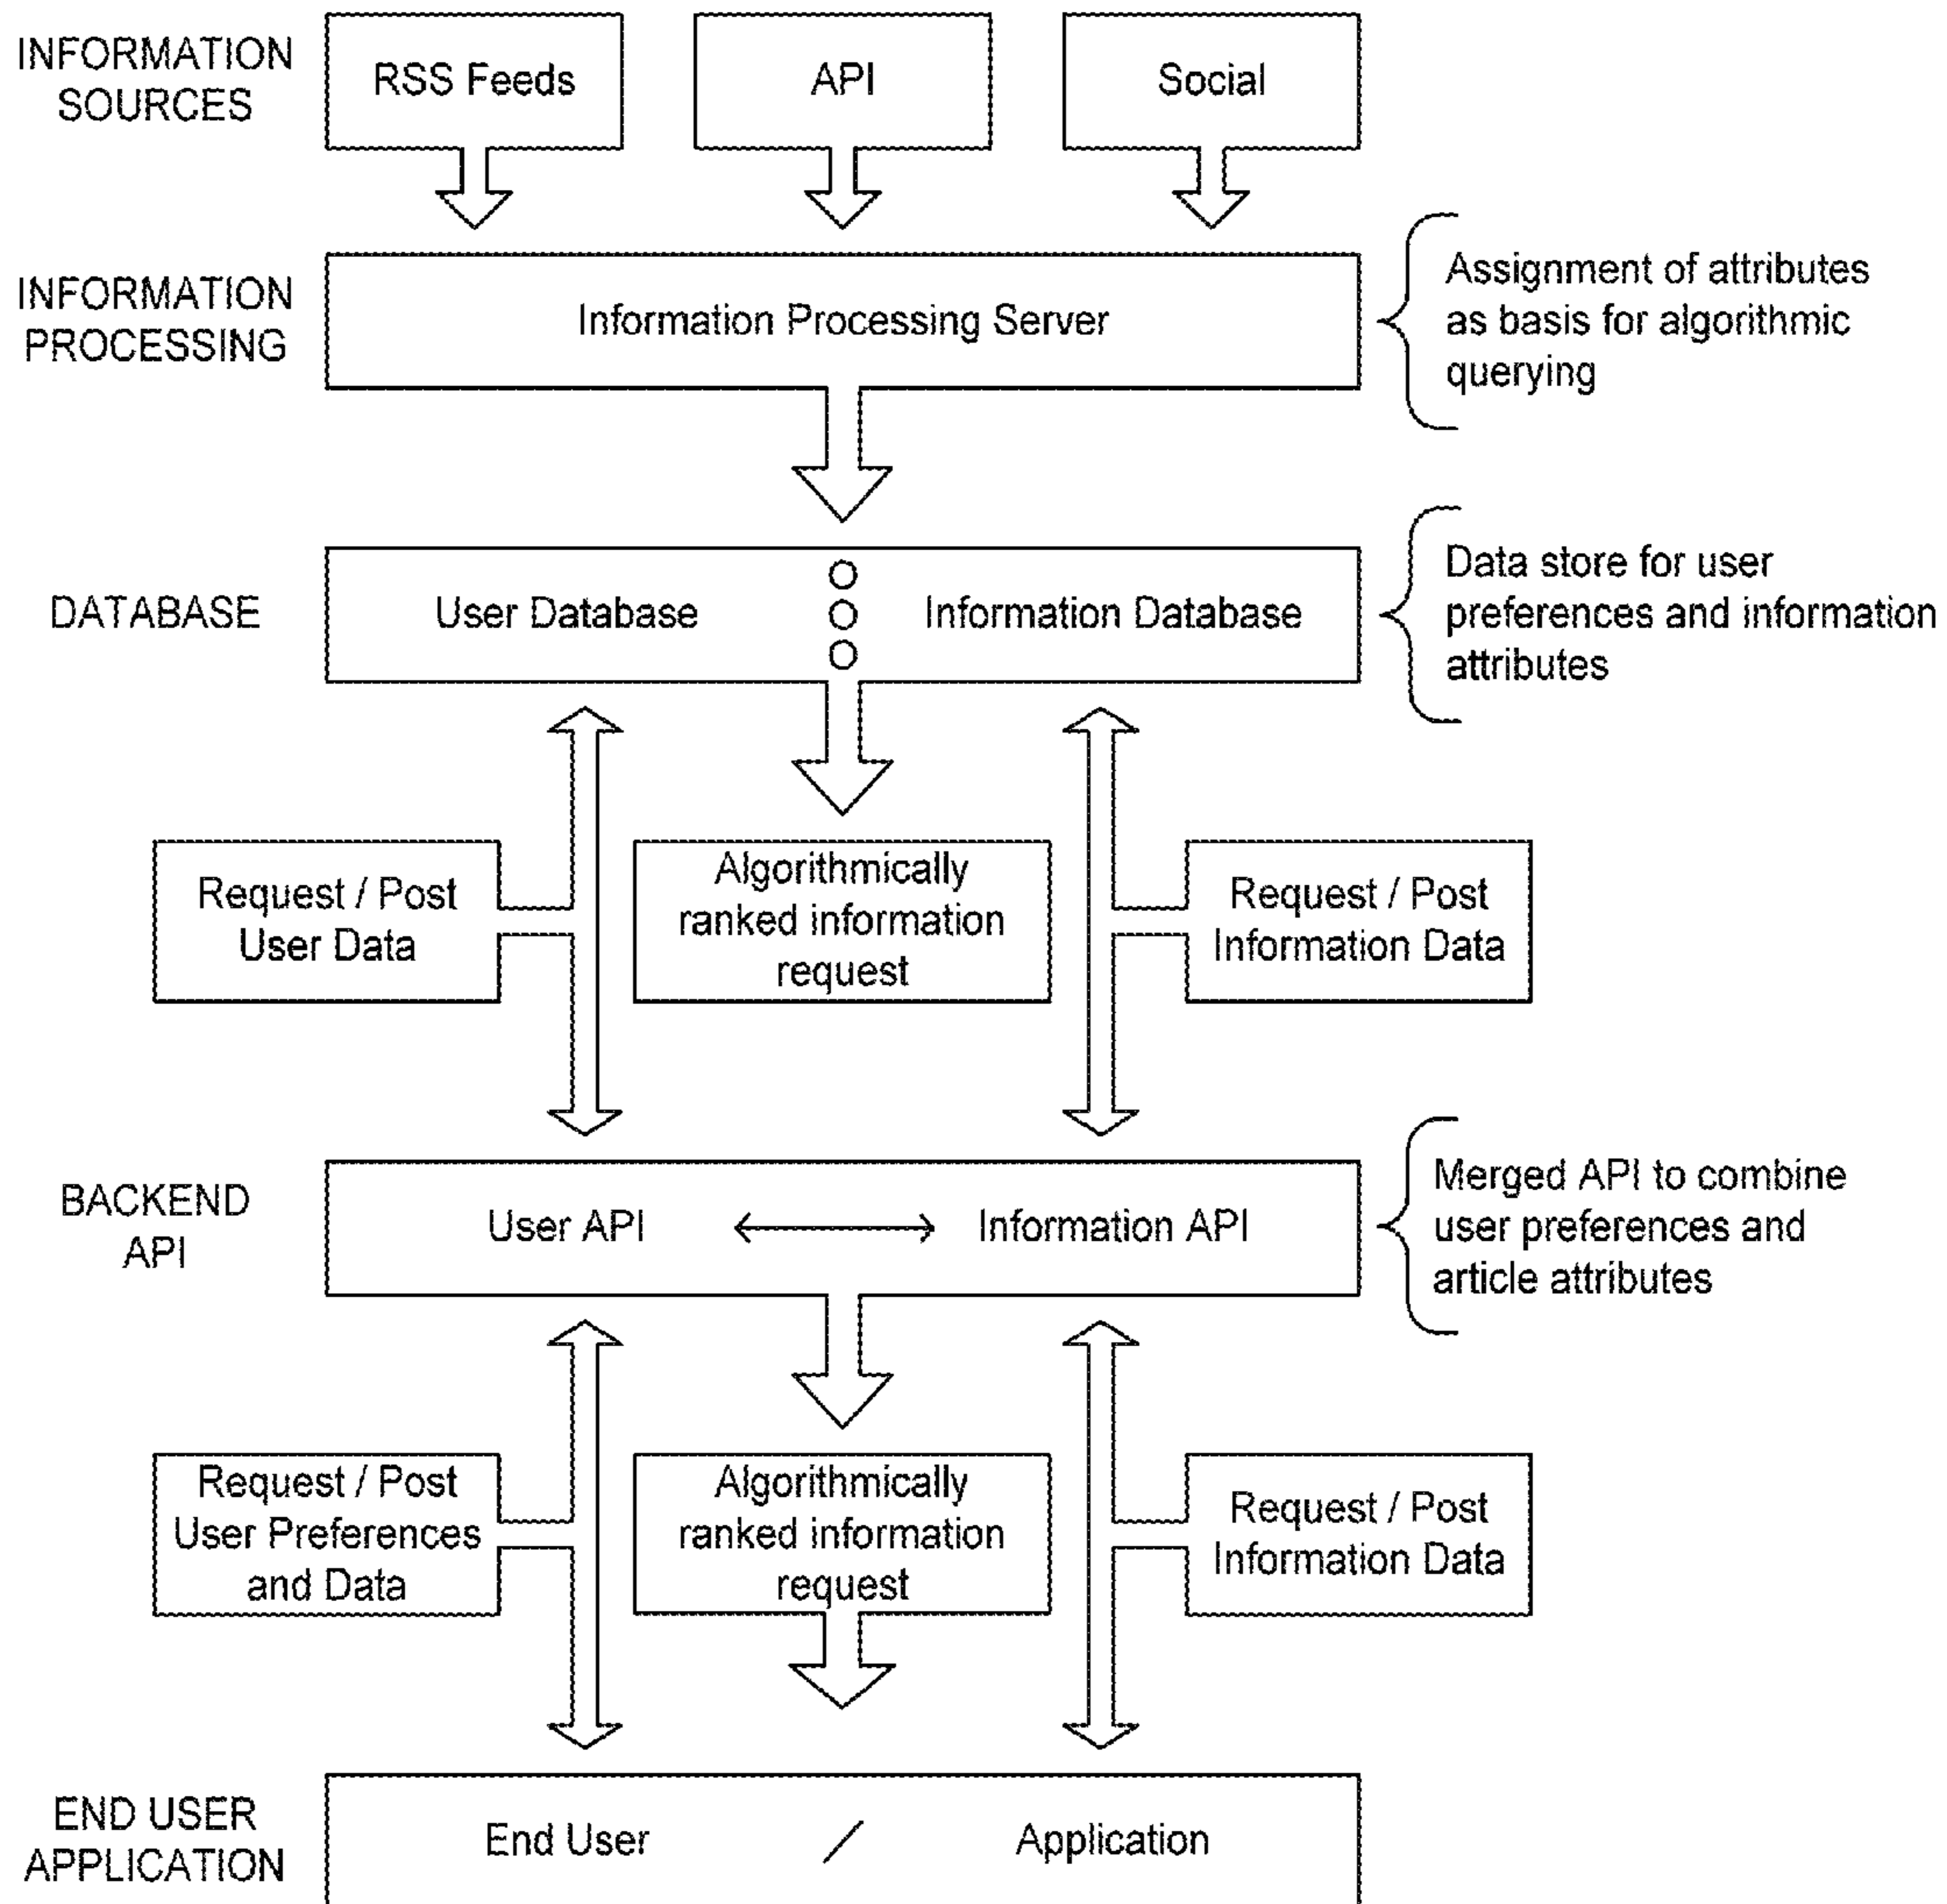 INFORMATION
SOURCES
RSS Feeds
API
Social
INFORMATION
PROCESSING
Information Processing Server
Assignment of attributes
as basis for algorithmic
querying
DATABASE
User Database
Information Database
Data store for user
preferences and information
attributes
Request / Post
User Data
Algorithmically
ranked information
request
Request / Post
Information Data
BACKEND
API
User API
Information API
Merged API to combine
user preferences and
article attributes
Request / Post
User Preferences
and Data
Algorithmically
ranked information
request
Request / Post
Information Data
END USER
APPLICATION
End User / Application